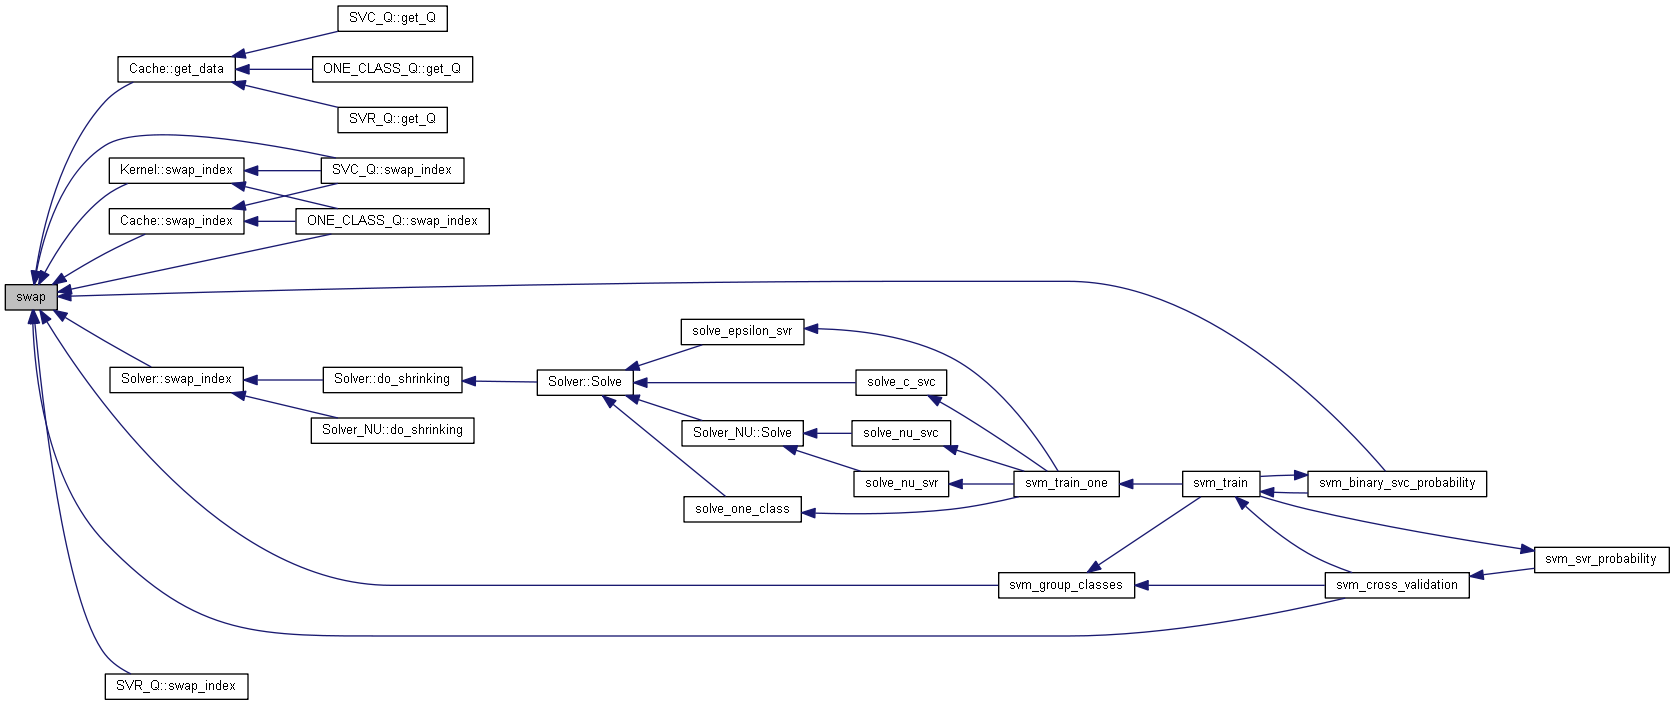 SVC_Q::get_Q
Cache::get_data
ONE_CLASS_Q::get_Q
SVR_Q::get_Q
Kernel::swap_index
SVC_Q::swap_index
Cache::swap_index
ONE_CLASS_Q::swap_index
swap
solve_epsilon_svr
Solver::swap_index
Solver::do_shrinking
Solver::Solve
solve_c_svc
Solver_NU::do_shrinking
Solver_NU::Solve
solve_nu_svc
solve_nu_svr
svm_train_one
svm_train
svm_binary_svc_probability
solve_one_class
svm_svr_probability
svm_group_classes
svm_cross_validation
SVR_Q::swap_index